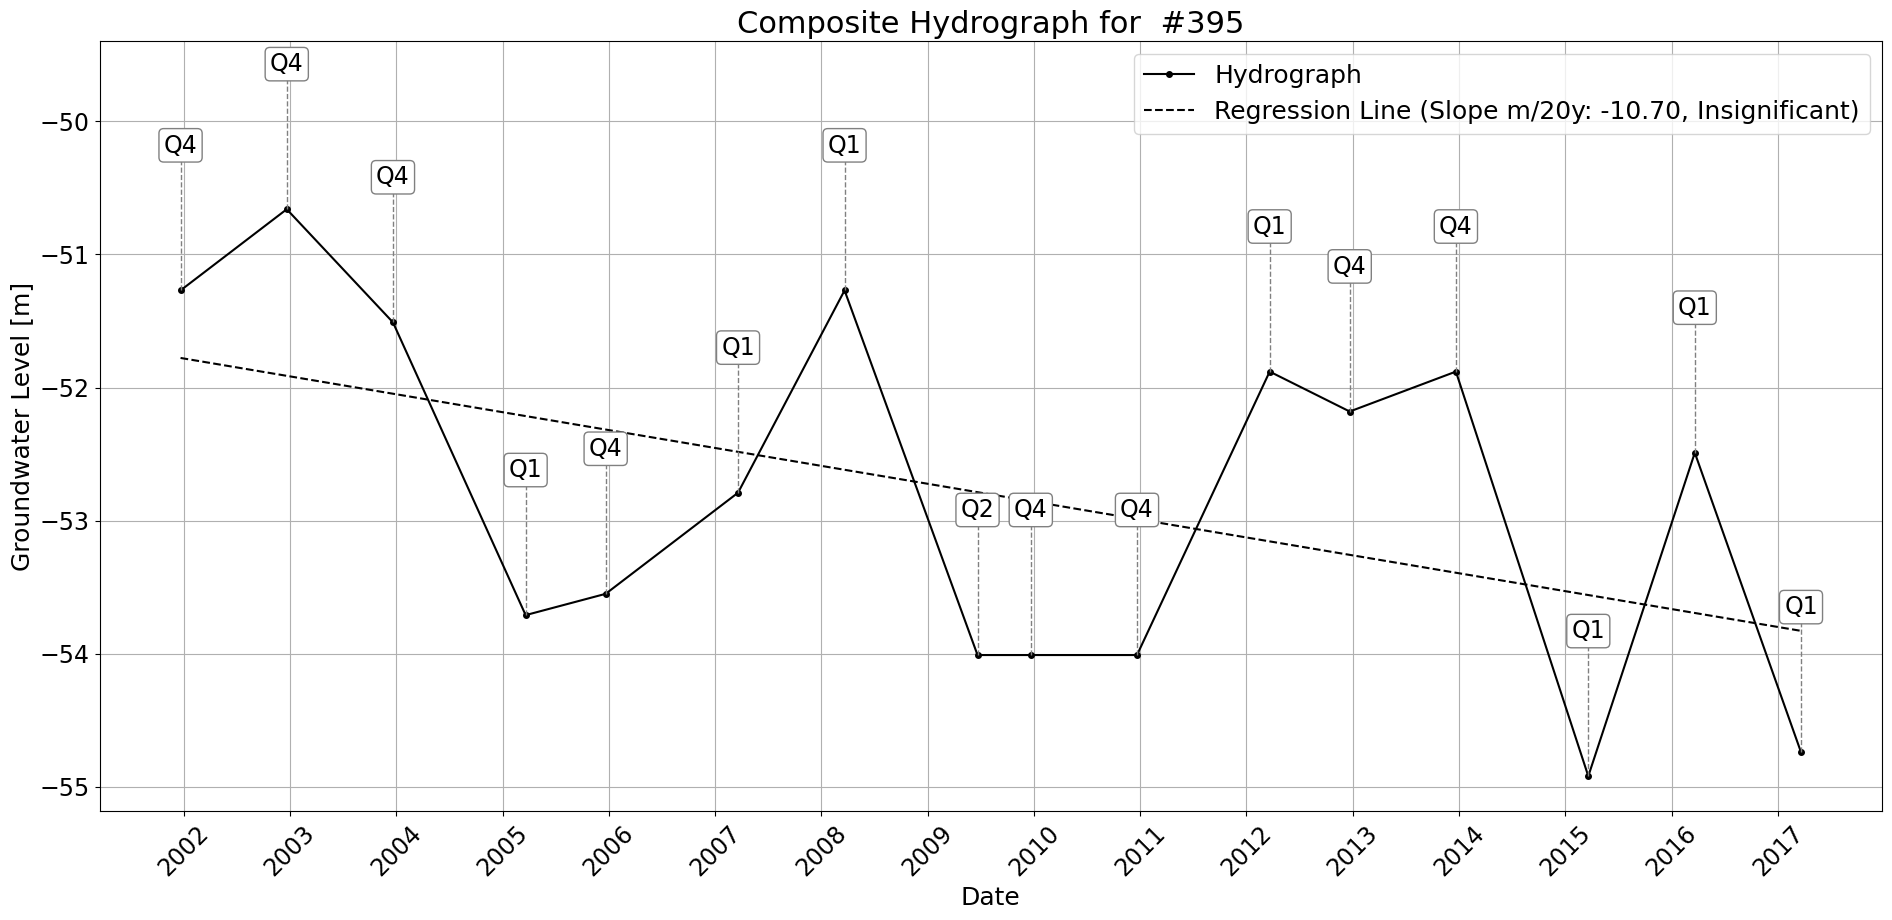 Composite Hydrograph for  #395
Hydrograph
Regression Line (Slope m/20y: -10.70, Insignificant)
Groundwater Level [m]
−50
−51
−52
−53
−54
−55
Q4
Q4
Q4
Q1
Q4
Q1
Q1
Q2
Q4
Q4
Q1
Q4
Q4
Q1
Q1
Q1
2002
2003
2004
2005
2006
2007
2008
2009
2010
2011
2012
2013
2014
2015
2016
2017
Date